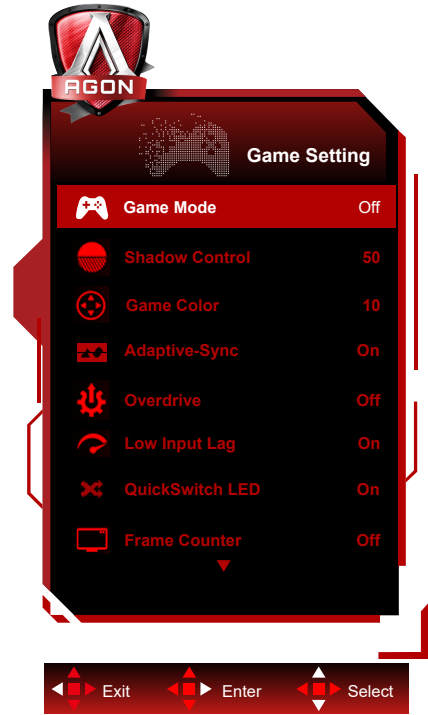 AGON
Game Setting
Game Mode Off
Shadow Control 50
Game Color 10
Adaptive-Sync On
Overdrive Off
Low Input Lag On
QuickSwitch LED On
Frame Counter Off
Exit Enter Select